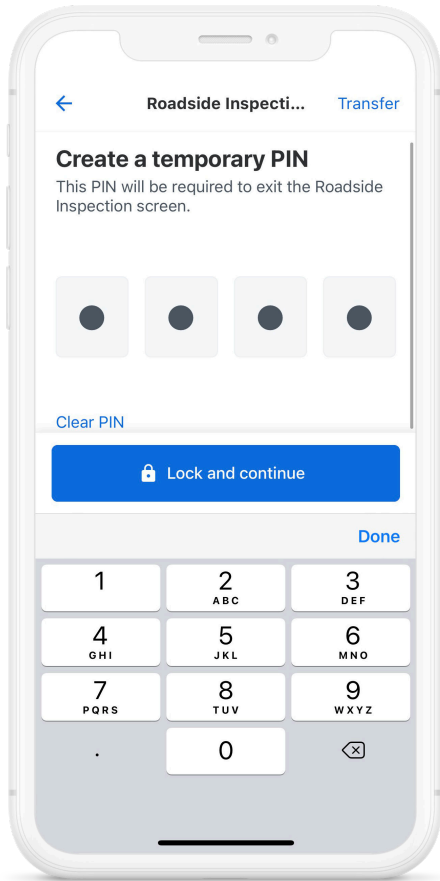 Roadside Inspecti... Transfer
Create a temporary PIN
This PIN will be required to exit the Roadside
Inspection screen.
Clear PIN
Lock and continue
Done
1 2 3
ABC DEF
4 5 6
GHI JKL MNO
7 8 9
PQRS TUV WXYZ
. 0